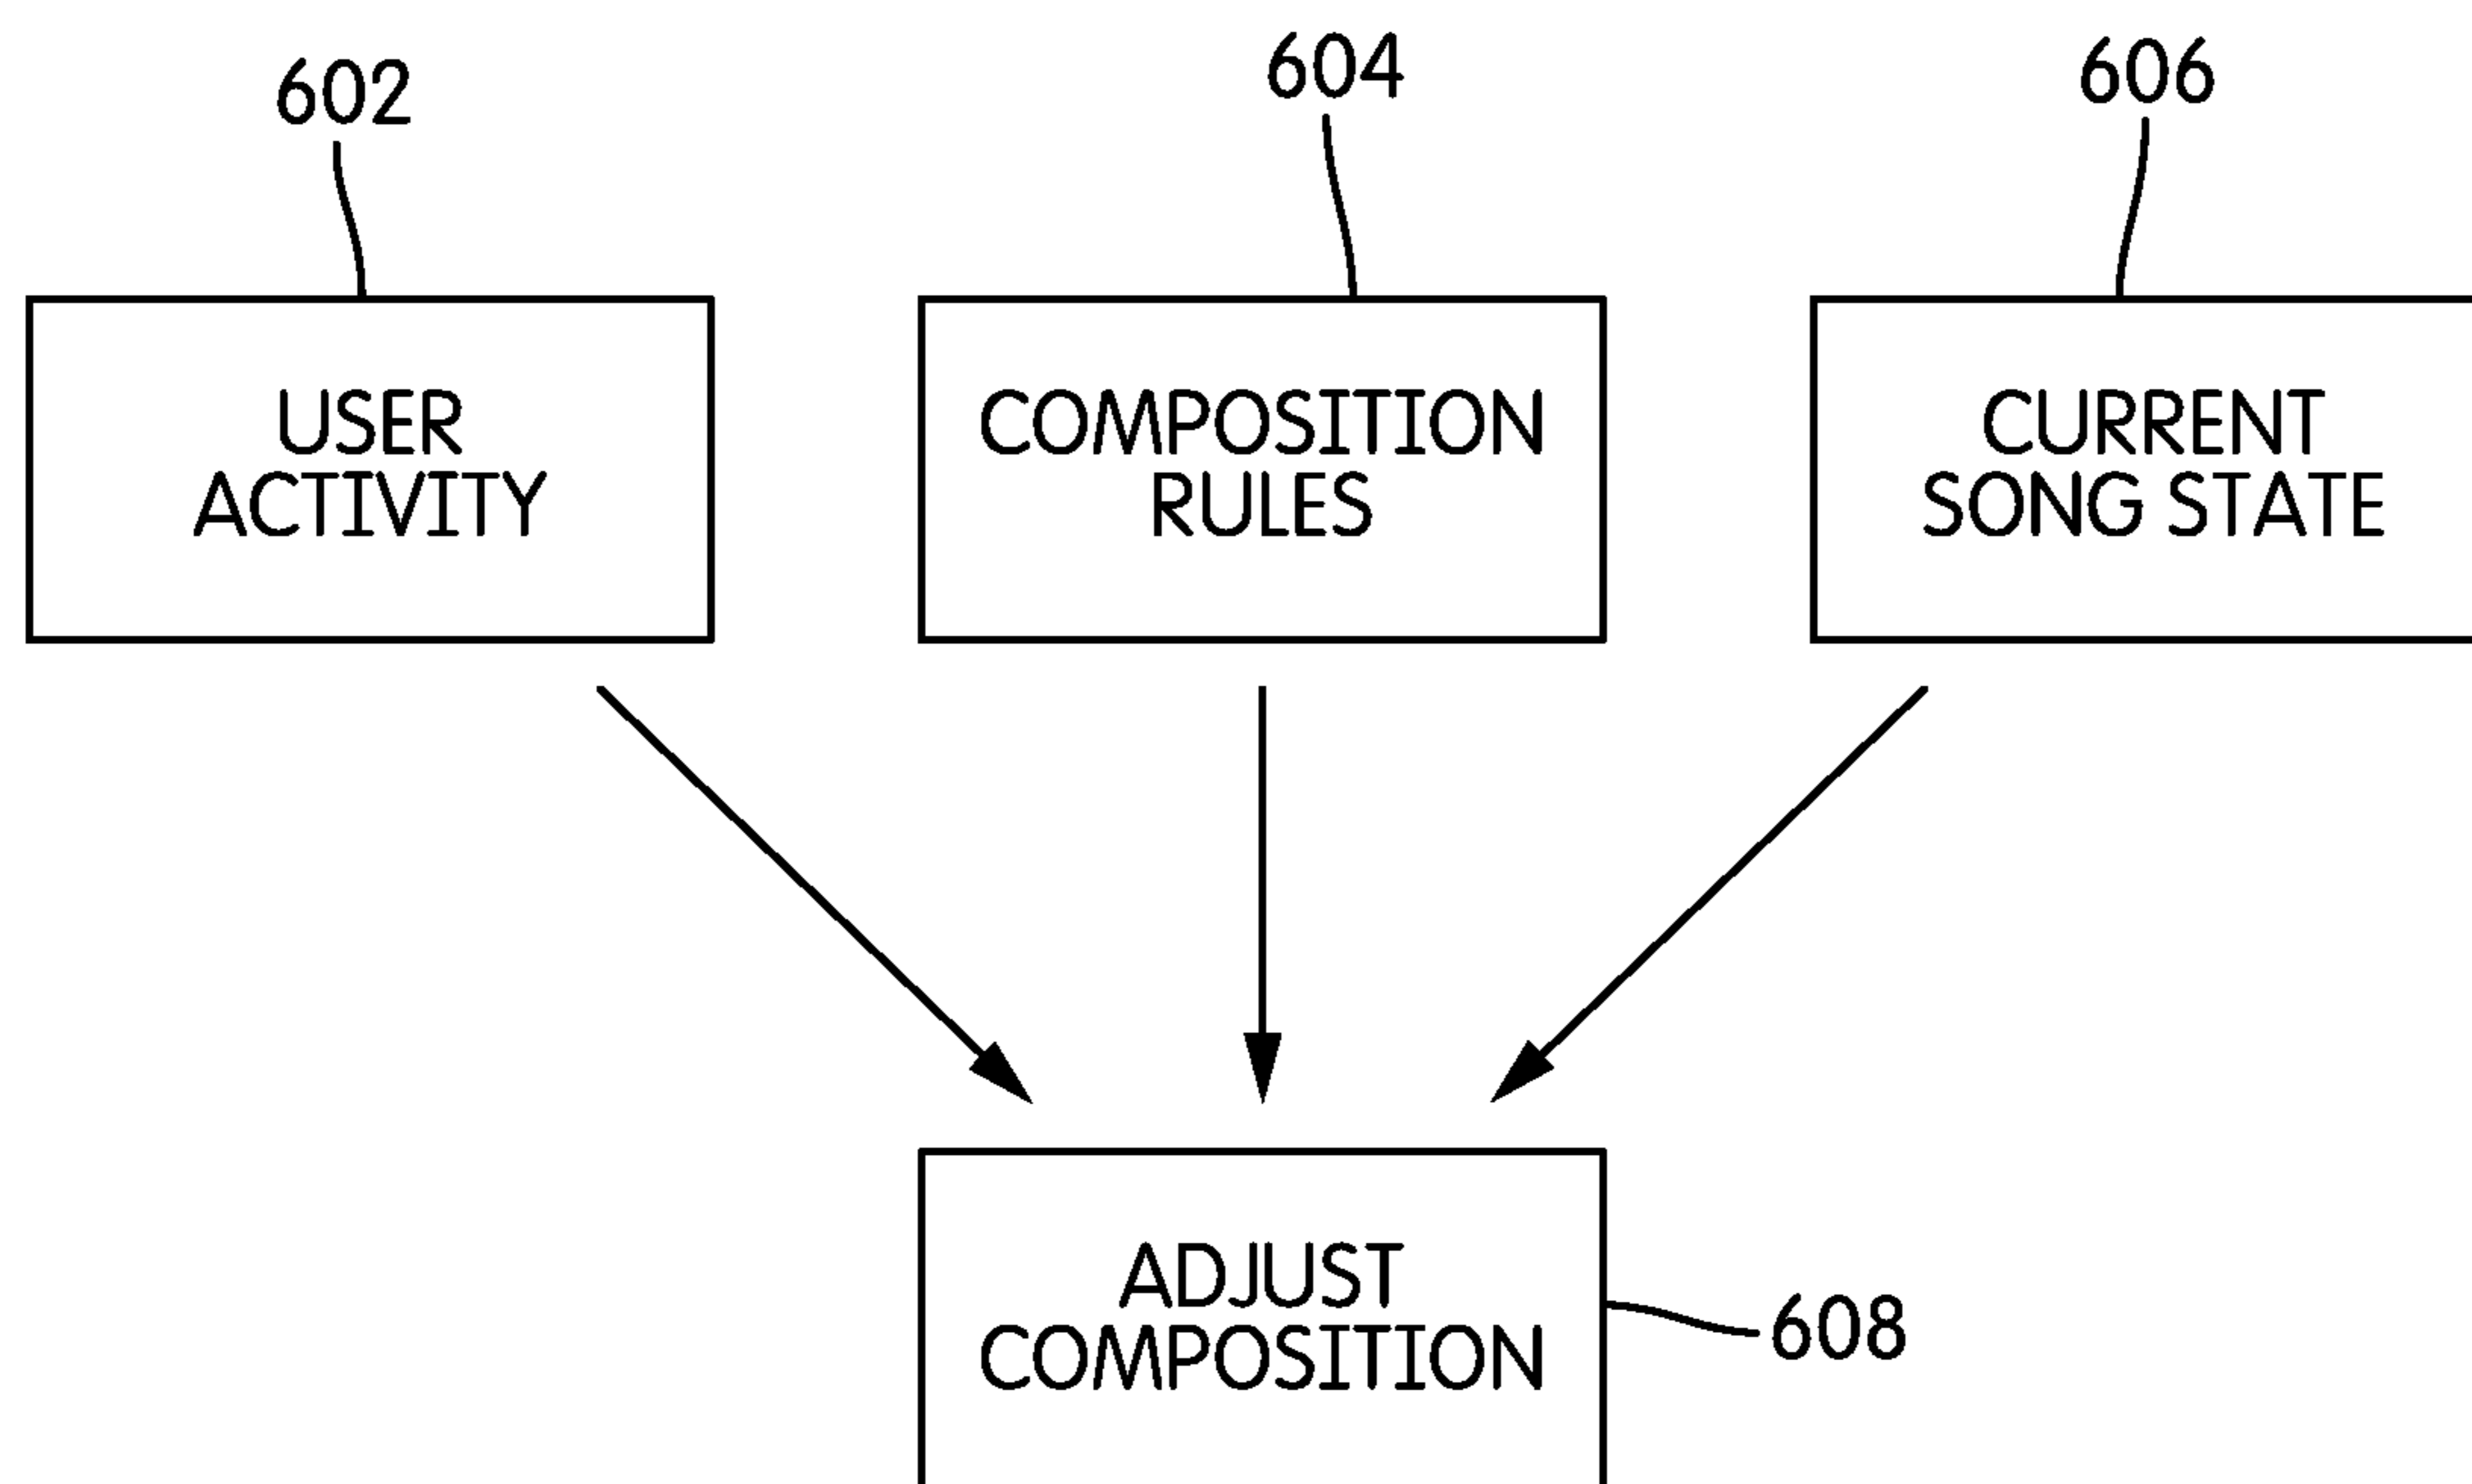 602
604
606
USER
ACTIVITY
COMPOSITION
RULES
CURRENT
SONG STATE
ADJUST
COMPOSITION
608